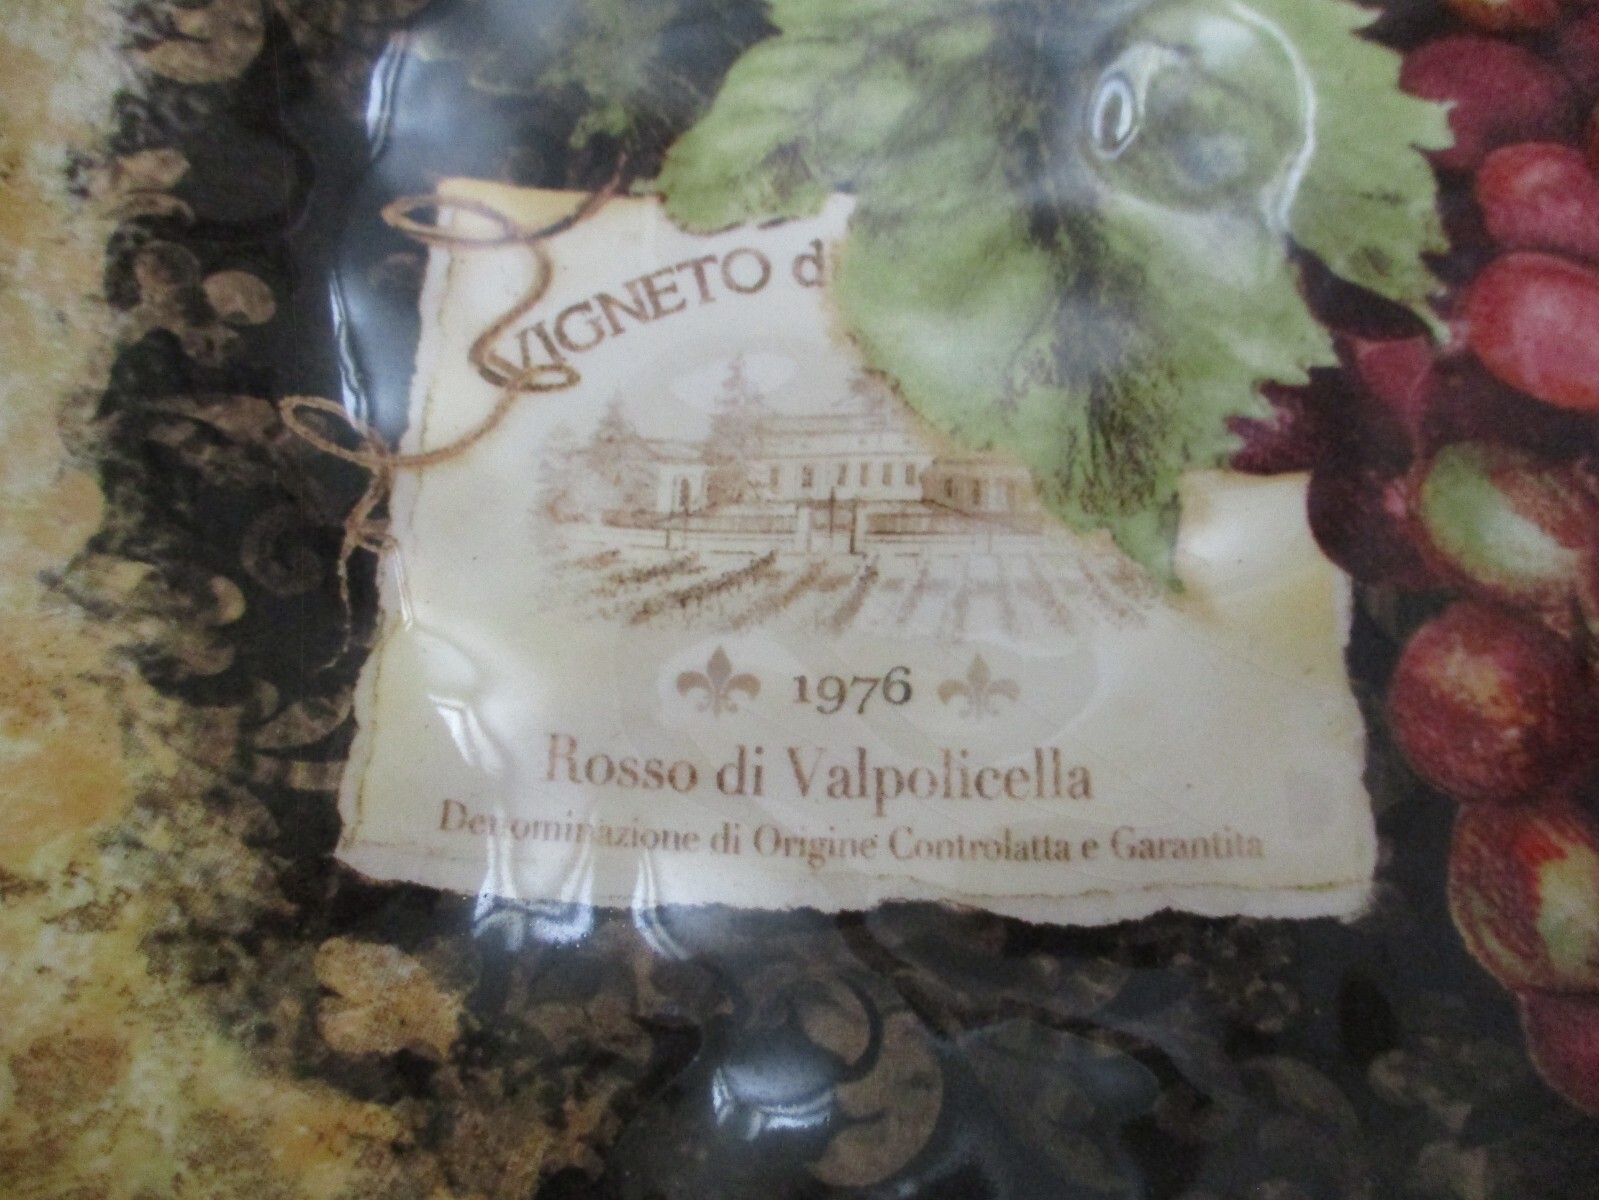 VIGNETO d
1976
Rosso di Valpolicella
Denominazione di Origine Controlatta e Garantita